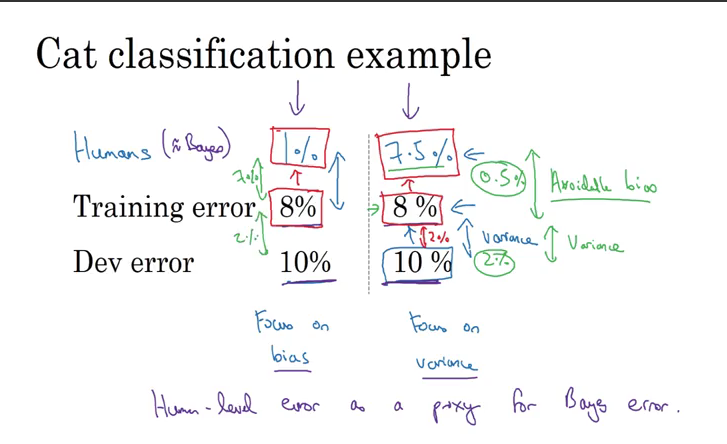 Cat classification example
Humans (≈ Bayes) 1% 7.5%
0.5% Avoidable bias
7%
Training error 8% 8 %
2% 2% Variance Variance
Dev error 10% 10 % 2%
Focus on Focus on
bias variance
Human-level error as a proxy for Bayes error.